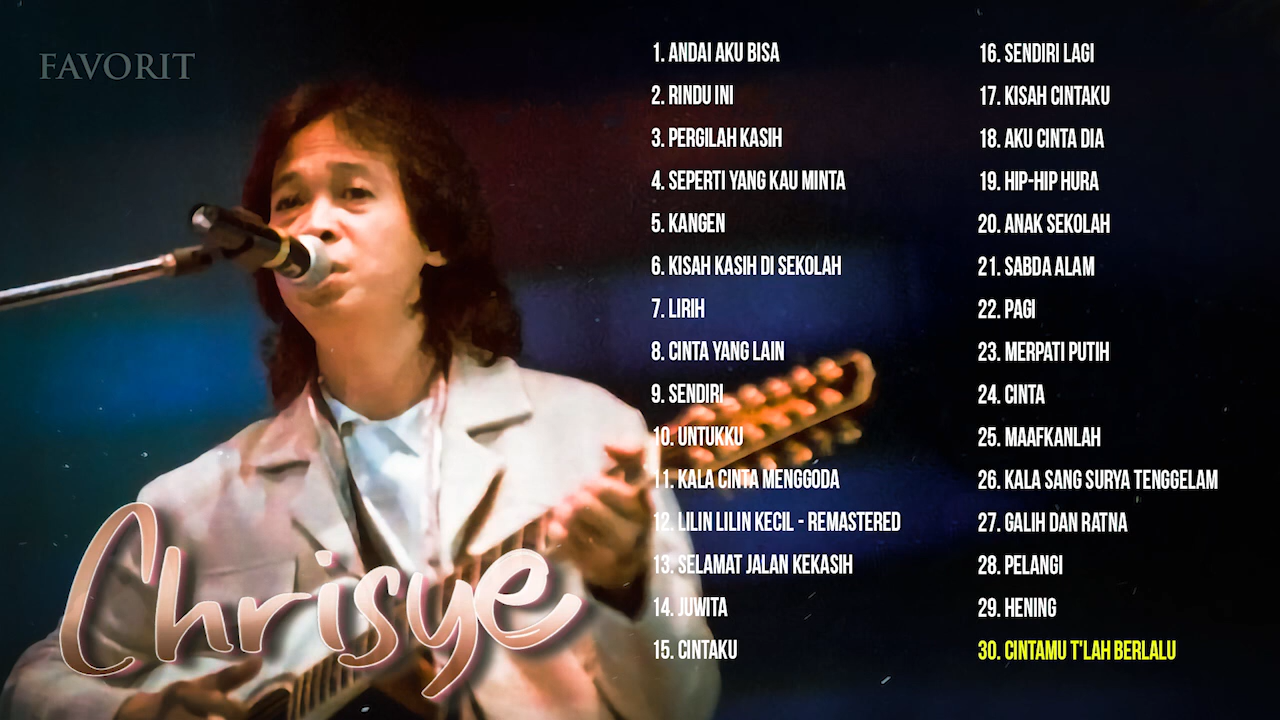 FAVORIT
Chrisye
1. ANDAI AKU BISA
2. RINDU INI
3. PERGILAH KASIH
4. SEPERTI YANG KAU MINTA
5. KANGEN
6. KISAH KASIH DI SEKOLAH
7. LIRIH
8. CINTA YANG LAIN
9. SENDIRI
10. UNTUKKU
11. KALA CINTA MENGGODA
12. LILIN LILIN KECIL - REMASTERED
13. SELAMAT JALAN KEKASIH
14. JUWITA
15. CINTAKU
16. SENDIRI LAGI
17. KISAH CINTAKU
18. AKU CINTA DIA
19. HIP-HIP HURA
20. ANAK SEKOLAH
21. SABDA ALAM
22. PAGI
23. MERPATI PUTIH
24. CINTA
25. MAAFKANLAH
26. KALA SANG SURYA TENGGELAM
27. GALIH DAN RATNA
28. PELANGI
29. HENING
30. CINTAMU T'LAH BERLALU